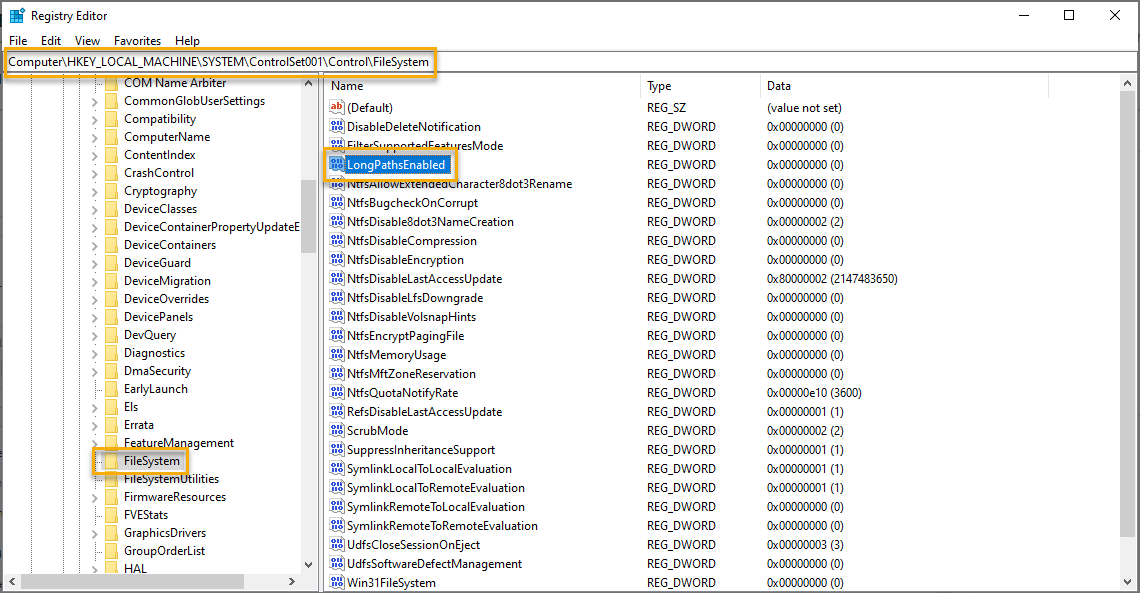 Registry Editor
File Edit View Favorites Help
Computer\HKEY_LOCAL_MACHINE\SYSTEM\ControlSet001\Control\FileSystem
COM Name Arbiter
CommonGlobUserSettings
Compatibility
ComputerName
ContentIndex
CrashControl
Cryptography
DeviceClasses
DeviceContainerPropertyUpdateE
DeviceContainers
DeviceGuard
DeviceMigration
DeviceOverrides
DevicePanels
DevQuery
Diagnostics
DmaSecurity
EarlyLaunch
Els
Errata
FeatureManagement
FileSystem
FileSystemUtilities
FirmwareResources
FVEStats
GraphicsDrivers
GroupOrderList
HAL
Name Type Data
(Default) REG_SZ (value not set)
DisableDeleteNotification REG_DWORD 0x00000000 (0)
FilterSupportedFeaturesMode REG_DWORD 0x00000000 (0)
LongPathsEnabled REG_DWORD 0x00000000 (0)
NtfsAllowExtendedCharacter8dot3Rename REG_DWORD 0x00000000 (0)
NtfsBugcheckOnCorrupt REG_DWORD 0x00000000 (0)
NtfsDisable8dot3NameCreation REG_DWORD 0x00000002 (2)
NtfsDisableCompression REG_DWORD 0x00000000 (0)
NtfsDisableEncryption REG_DWORD 0x00000000 (0)
NtfsDisableLastAccessUpdate REG_DWORD 0x80000002 (2147483650)
NtfsDisableLfsDowngrade REG_DWORD 0x00000000 (0)
NtfsDisableVolsnapHints REG_DWORD 0x00000000 (0)
NtfsEncryptPagingFile REG_DWORD 0x00000000 (0)
NtfsMemoryUsage REG_DWORD 0x00000000 (0)
NtfsMftZoneReservation REG_DWORD 0x00000000 (0)
NtfsQuotaNotifyRate REG_DWORD 0x00000e10 (3600)
RefsDisableLastAccessUpdate REG_DWORD 0x00000001 (1)
ScrubMode REG_DWORD 0x00000002 (2)
SuppressInheritanceSupport REG_DWORD 0x00000001 (1)
SymlinkLocalToLocalEvaluation REG_DWORD 0x00000001 (1)
SymlinkLocalToRemoteEvaluation REG_DWORD 0x00000001 (1)
SymlinkRemoteToLocalEvaluation REG_DWORD 0x00000000 (0)
SymlinkRemoteToRemoteEvaluation REG_DWORD 0x00000000 (0)
UdfsCloseSessionOnEject REG_DWORD 0x00000003 (3)
UdfsSoftwareDefectManagement REG_DWORD 0x00000000 (0)
Win31FileSystem REG_DWORD 0x00000000 (0)